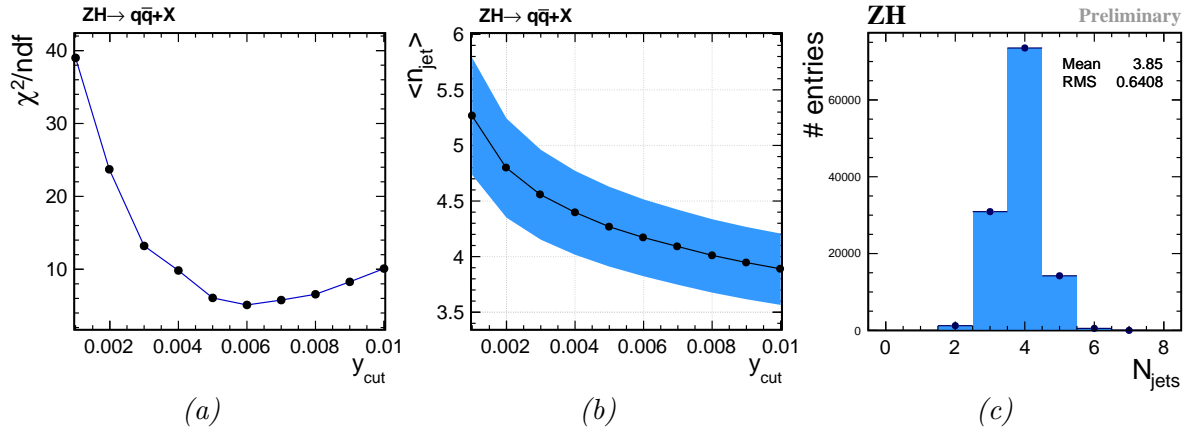 ZH→ qq̅+X
χ²/ndf
40
30
20
10
0.002 0.004 0.006 0.008 0.01
y_cut
(a)
ZH→ qq̅+X
<n_jet>
6
5.5
5
4.5
4
3.5
0.002 0.004 0.006 0.008 0.01
y_cut
(b)
ZH Preliminary
# entries
Mean 3.85
RMS 0.6408
60000
40000
20000
0
0 2 4 6 8
N_jets
(c)